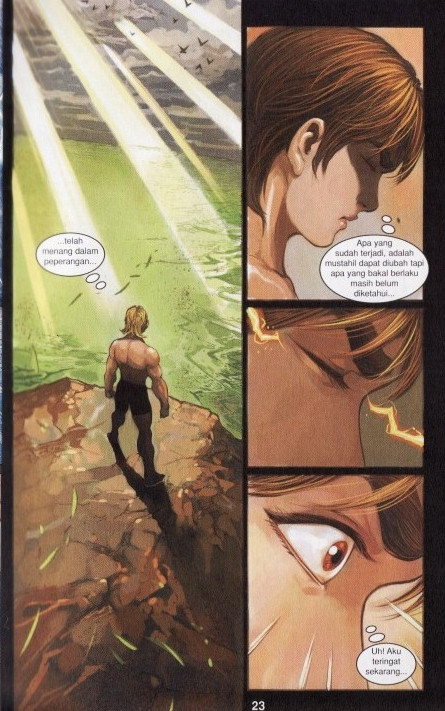 ...telah
menang dalam
peperangan...
Apa yang
sudah terjadi, adalah
mustahil dapat diubah tapi
apa yang bakal berlaku
masih belum
diketahui...
Uh! Aku
teringat
sekarang...
23